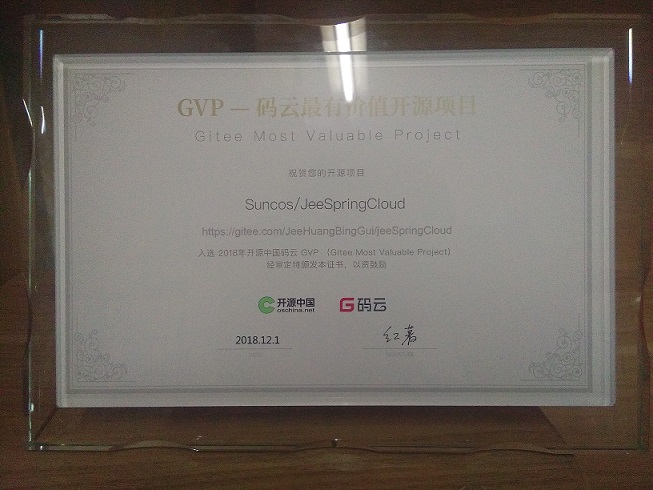 GVP — 码云最有价值开源项目
Gitee Most Valuable Project
祝贺您的开源项目
Suncos/JeeSpringCloud
https://gitee.com/JeeHuangBingGui/jeeSpringCloud
入选 2018年开源中国码云 GVP （Gitee Most Valuable Project）
经审定特颁发本证书，以资鼓励
开源中国
oschina.net
G码云
2018.12.1
红薯